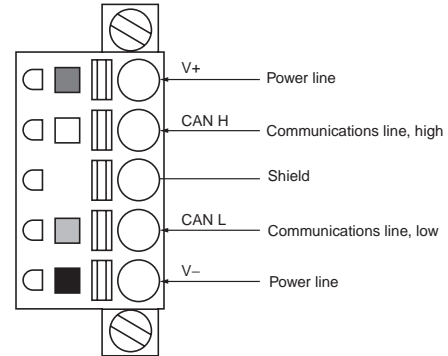 V+
Power line
CAN H
Communications line, high
Shield
CAN L
Communications line, low
V–
Power line